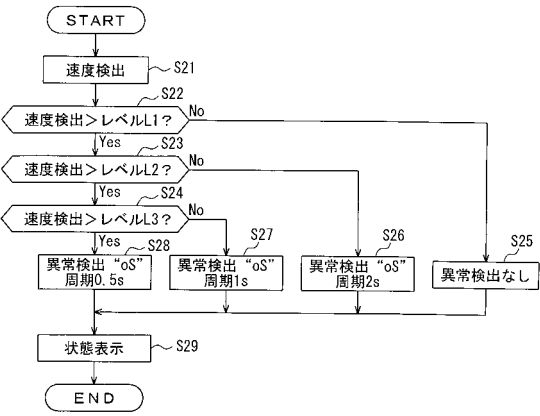 START
速度検出
S21
S22
速度検出＞レベルL1？
No
Yes
S23
速度検出＞レベルL2？
No
Yes
S24
速度検出＞レベルL3？
No
Yes
S28
異常検出 “oS”
周期0.5s
S27
異常検出 “oS”
周期1s
S26
異常検出 “oS”
周期2s
S25
異常検出なし
状態表示
S29
END